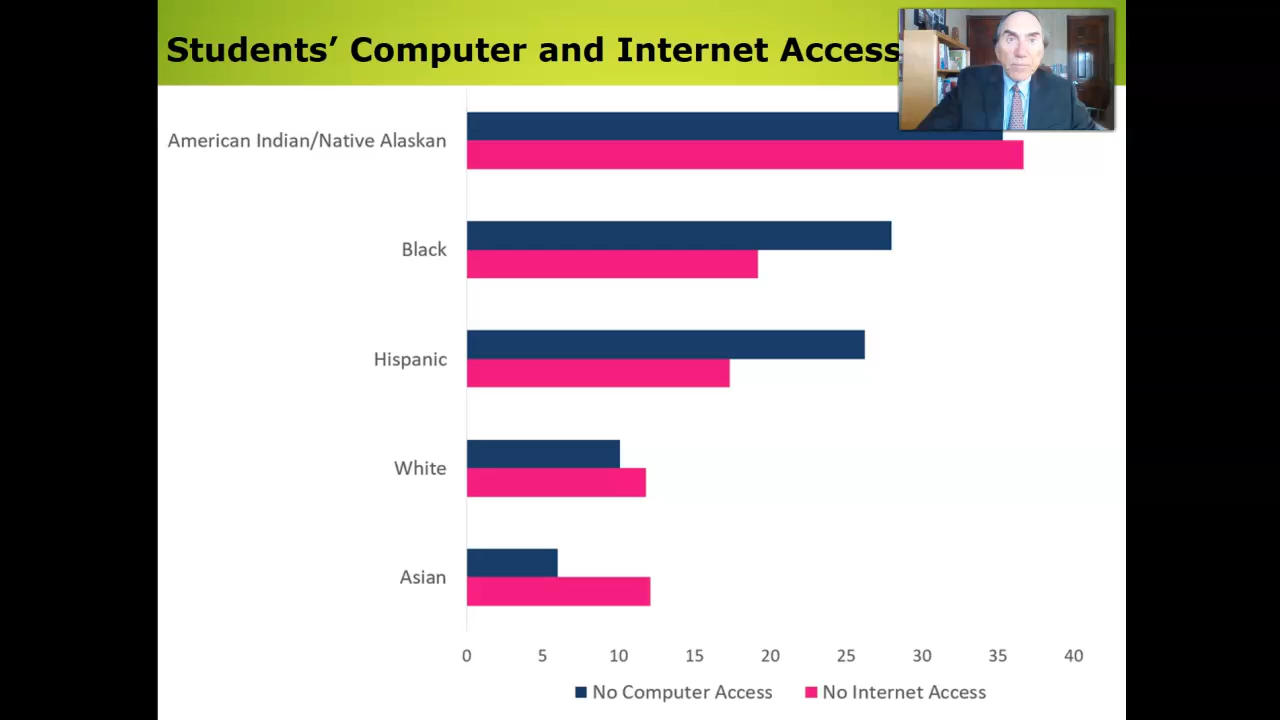 Students’ Computer and Internet Access
American Indian/Native Alaskan
Black
Hispanic
White
Asian
0 5 10 15 20 25 30 35 40
No Computer Access No Internet Access